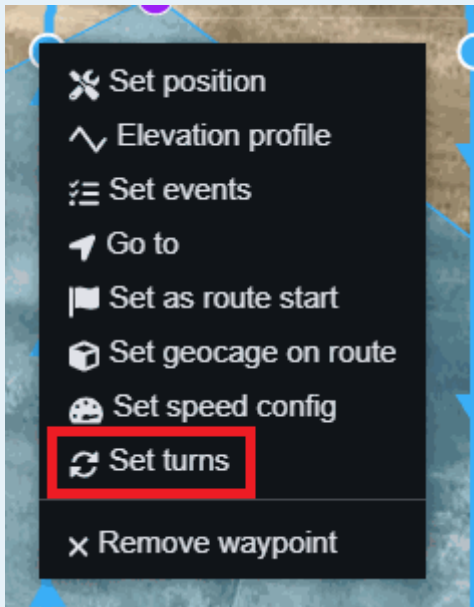 Set position
Elevation profile
Set events
Go to
Set as route start
Set geocage on route
Set speed config
Set turns
Remove waypoint